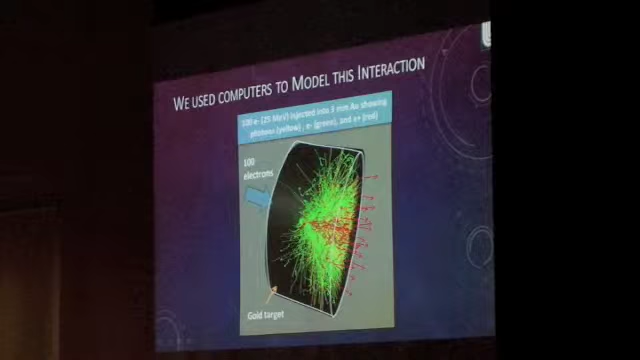 WE USED COMPUTERS TO MODEL THIS INTERACTION
100 e- (25 MeV) injected into 3 mm Au showing
photons (yellow), e- (green), and e+ (red)
100
electrons
Gold target